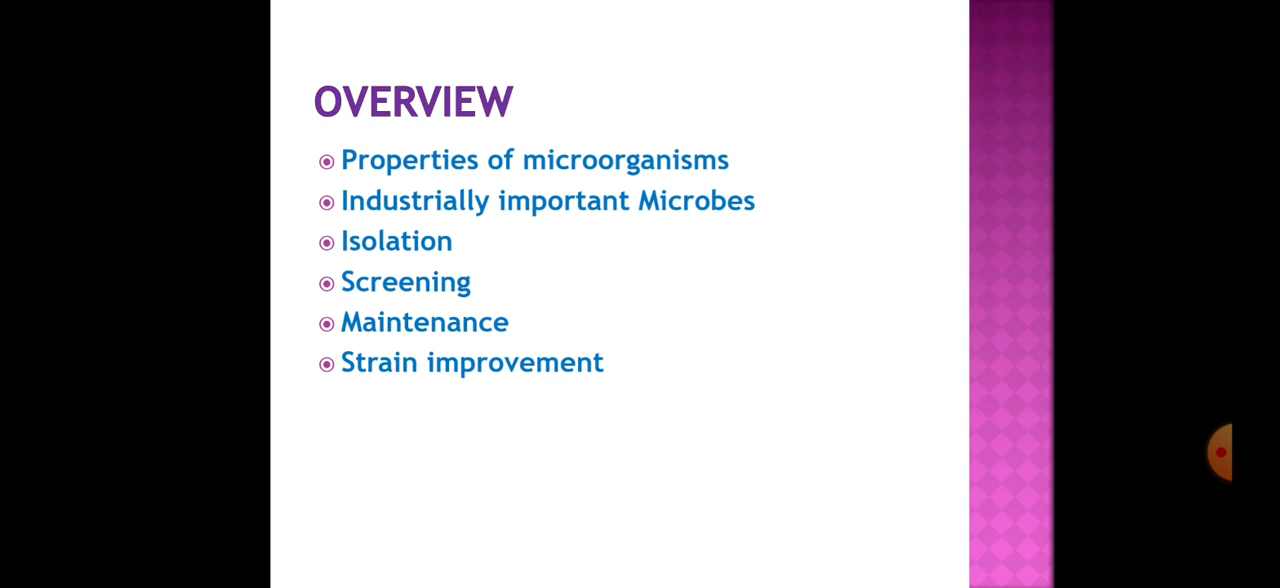 OVERVIEW
Properties of microorganisms
Industrially important Microbes
Isolation
Screening
Maintenance
Strain improvement